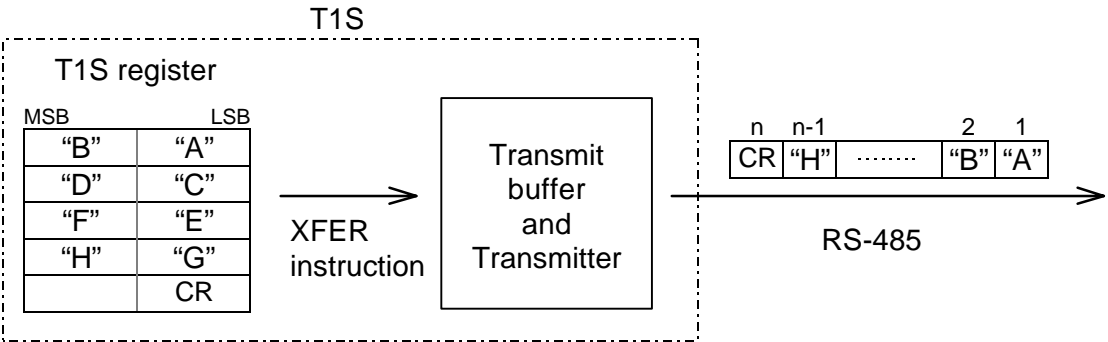 T1S
T1S register
MSB LSB
“B” “A”
“D” “C”
“F” “E”
“H” “G”
CR
XFER
instruction
Transmit
buffer
and
Transmitter
n n-1 2 1
CR “H” ........ “B” “A”
RS-485